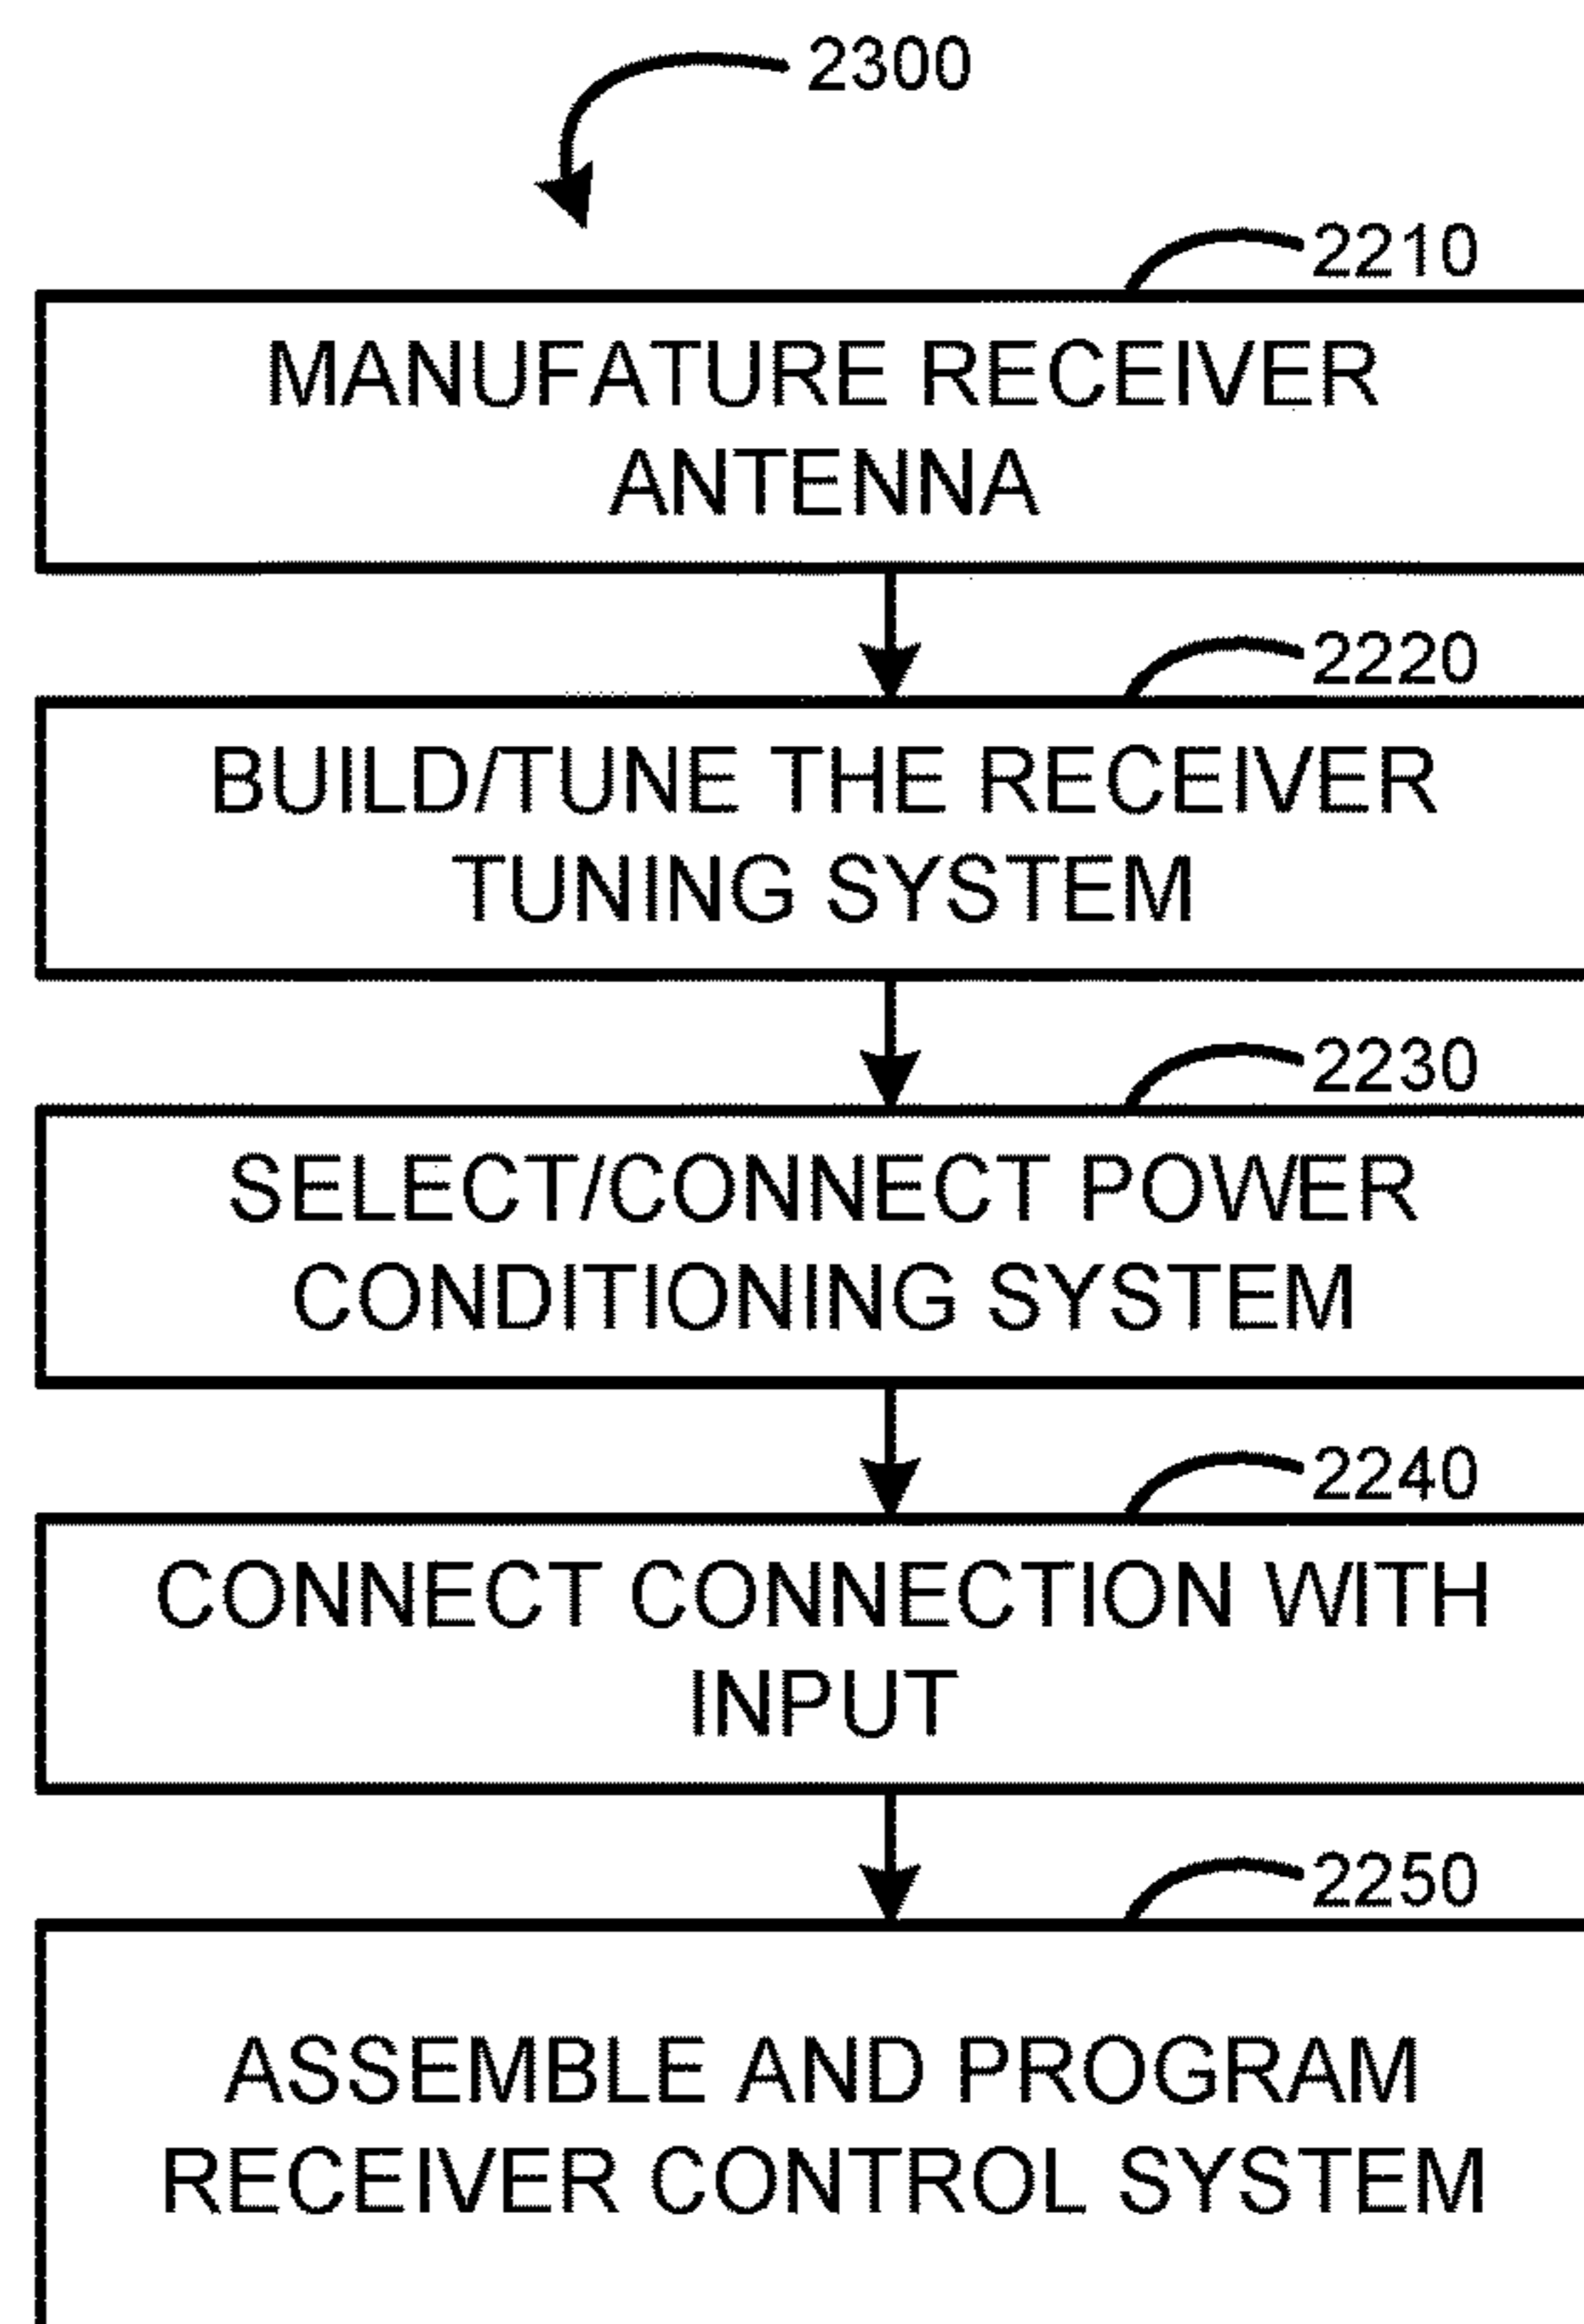 2300
2210
MANUFATURE RECEIVER
ANTENNA
2220
BUILD/TUNE THE RECEIVER
TUNING SYSTEM
2230
SELECT/CONNECT POWER
CONDITIONING SYSTEM
2240
CONNECT CONNECTION WITH
INPUT
2250
ASSEMBLE AND PROGRAM
RECEIVER CONTROL SYSTEM